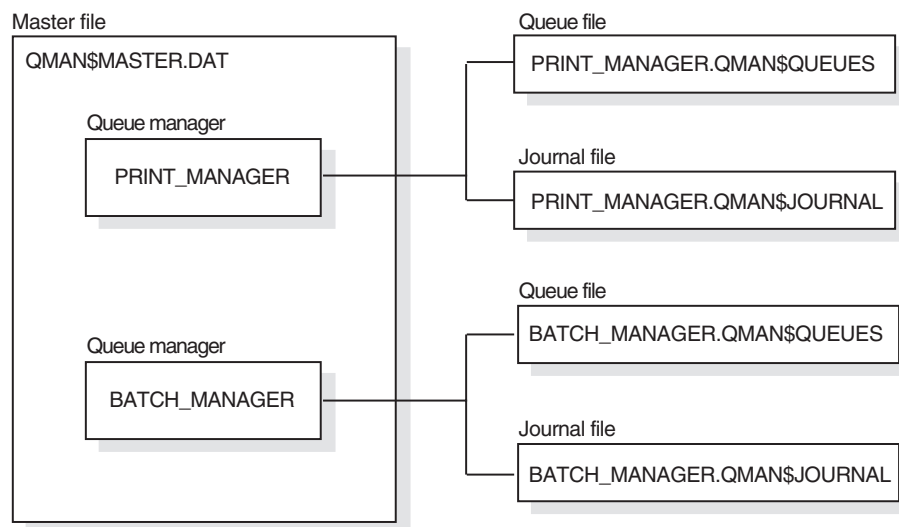 Master file
QMAN$MASTER.DAT
Queue manager
PRINT_MANAGER
Queue file
PRINT_MANAGER.QMAN$QUEUES
Journal file
PRINT_MANAGER.QMAN$JOURNAL
Queue manager
BATCH_MANAGER
Queue file
BATCH_MANAGER.QMAN$QUEUES
Journal file
BATCH_MANAGER.QMAN$JOURNAL